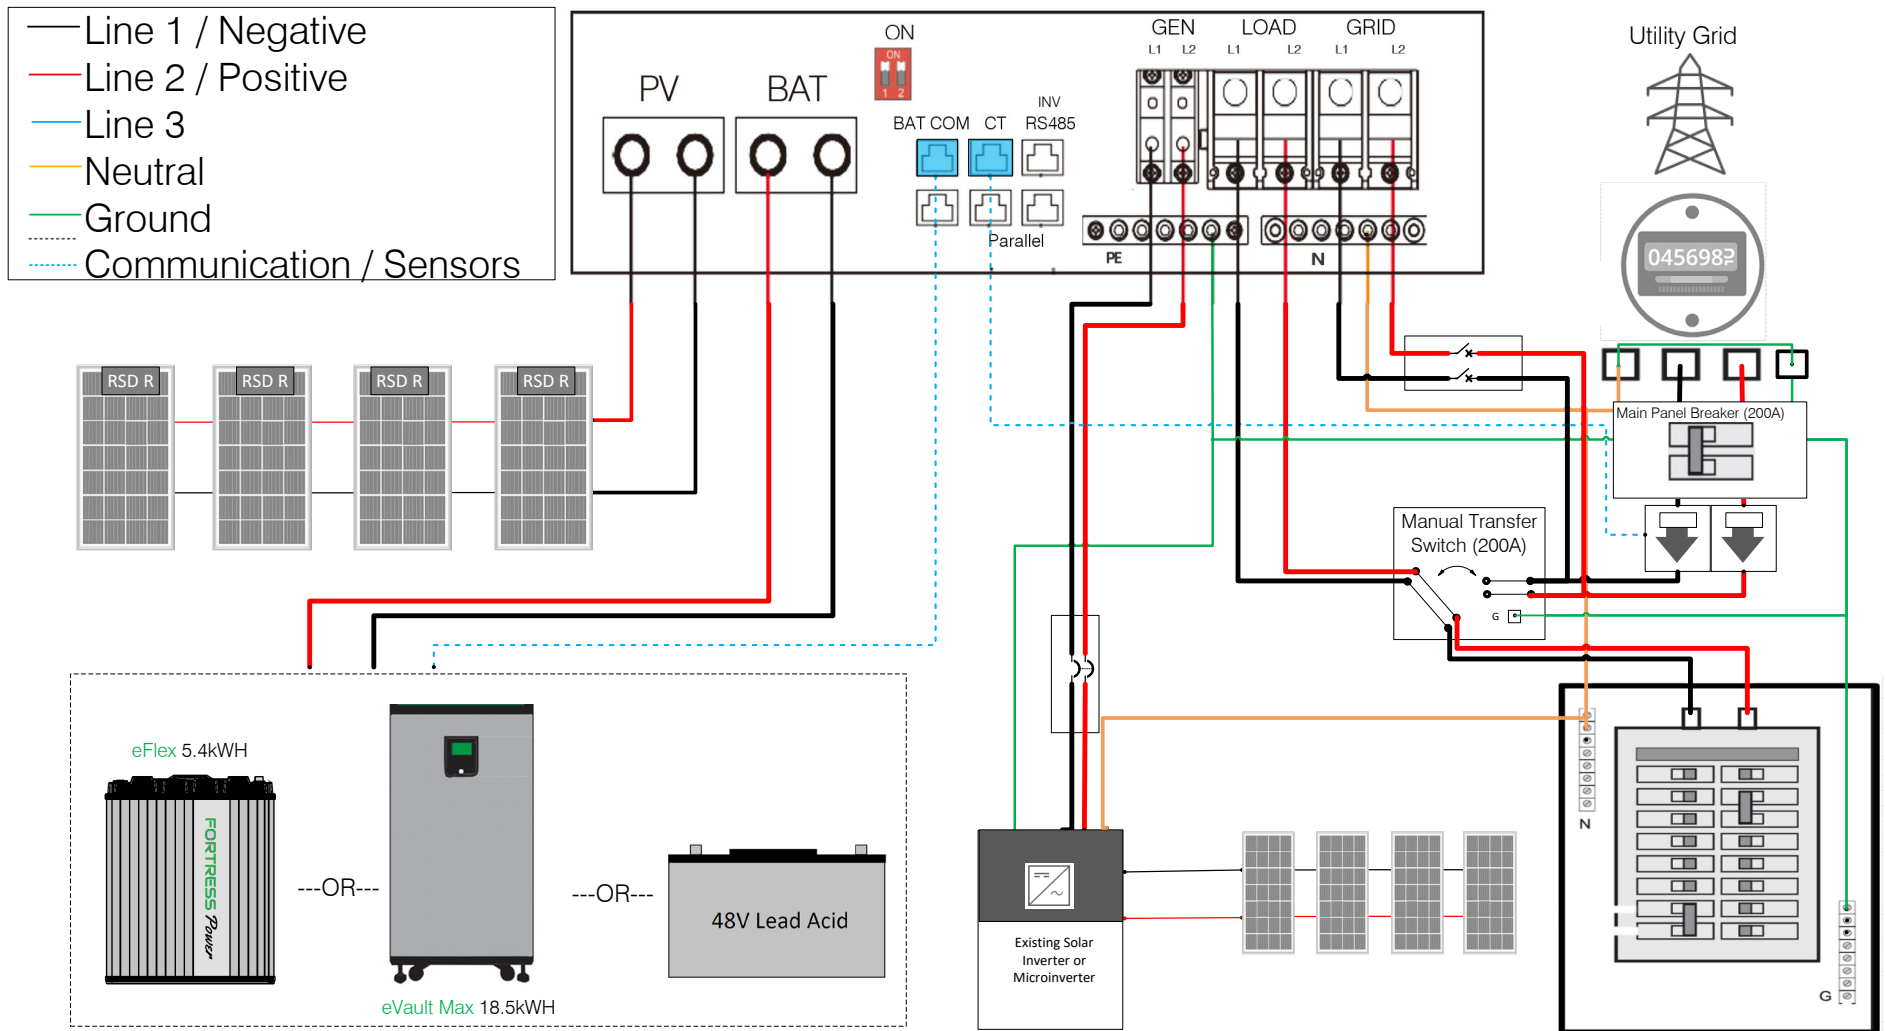 Line 1 / Negative
Line 2 / Positive
Line 3
Neutral
Ground
Communication / Sensors
PV
BAT
ON
ON
1 2
BAT COM
CT
INV
RS485
Parallel
GEN
LOAD
GRID
L1
L2
L1
L2
L1
L2
PE
N
Utility Grid
045698
Main Panel Breaker (200A)
RSD R
RSD R
RSD R
RSD R
Manual Transfer
Switch (200A)
G
eFlex 5.4kWH
FORTRESS Power
---OR---
eVault Max 18.5kWH
---OR---
48V Lead Acid
Existing Solar
Inverter or
Microinverter
N
G